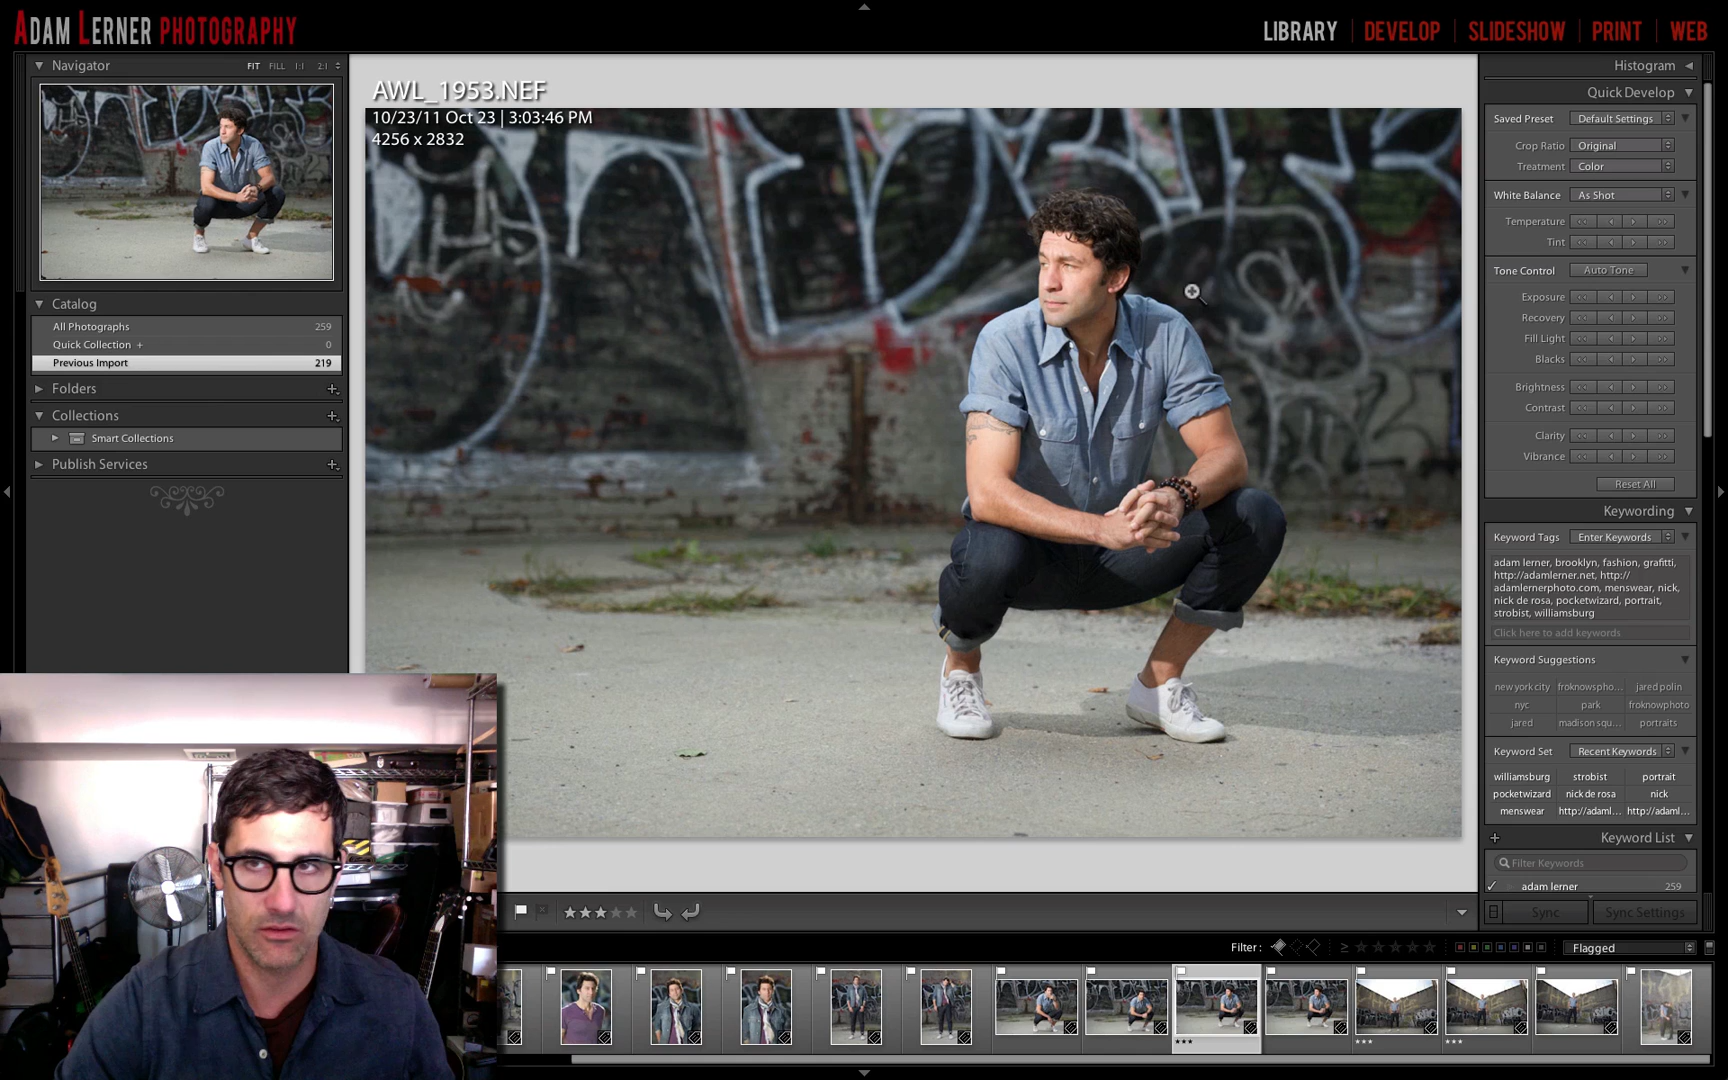 ADAM LERNER PHOTOGRAPHY
LIBRARY | DEVELOP | SLIDESHOW | PRINT | WEB
Navigator FIT FILL 1:1 2:1
Catalog
All Photographs 259
Quick Collection + 0
Previous Import 219
Folders +
Collections +
Smart Collections
Publish Services +
AWL_1953.NEF
10/23/11 Oct 23 | 3:03:46 PM
4256 x 2832
Histogram
Quick Develop
Saved Preset Default Settings
Crop Ratio Original
Treatment Color
White Balance As Shot
Temperature
Tint
Tone Control Auto Tone
Exposure
Recovery
Fill Light
Blacks
Brightness
Contrast
Clarity
Vibrance
Reset All
Keywording
Keyword Tags Enter Keywords
adam lerner, brooklyn, fashion, grafitti,
http://adamlerner.net, http://
adamlernerphoto.com, menswear, nick,
nick de rosa, pocketwizard, portrait,
strobist, williamsburg
Click here to add keywords
Keyword Suggestions
new york city froknowspho... jared polin
nyc park froknowphoto
jared madison squ... portraits
Keyword Set Recent Keywords
williamsburg strobist portrait
pocketwizard nick de rosa nick
menswear http://adaml... http://adaml...
+ Keyword List
Filter Keywords
adam lerner 259
Sync Sync Settings
Filter : Flagged